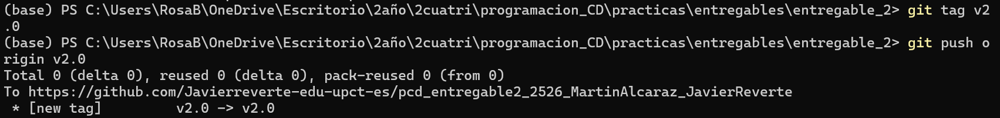 (base) PS C:\Users\RosaB\OneDrive\Escritorio\2año\2cuatri\programacion_CD\practicas\entregables\entregable_2> git tag v2
.0
(base) PS C:\Users\RosaB\OneDrive\Escritorio\2año\2cuatri\programacion_CD\practicas\entregables\entregable_2> git push o
rigin v2.0
Total 0 (delta 0), reused 0 (delta 0), pack-reused 0 (from 0)
To https://github.com/Javierreverte-edu-upct-es/pcd_entregable2_2526_MartinAlcaraz_JavierReverte
 * [new tag]         v2.0 -> v2.0